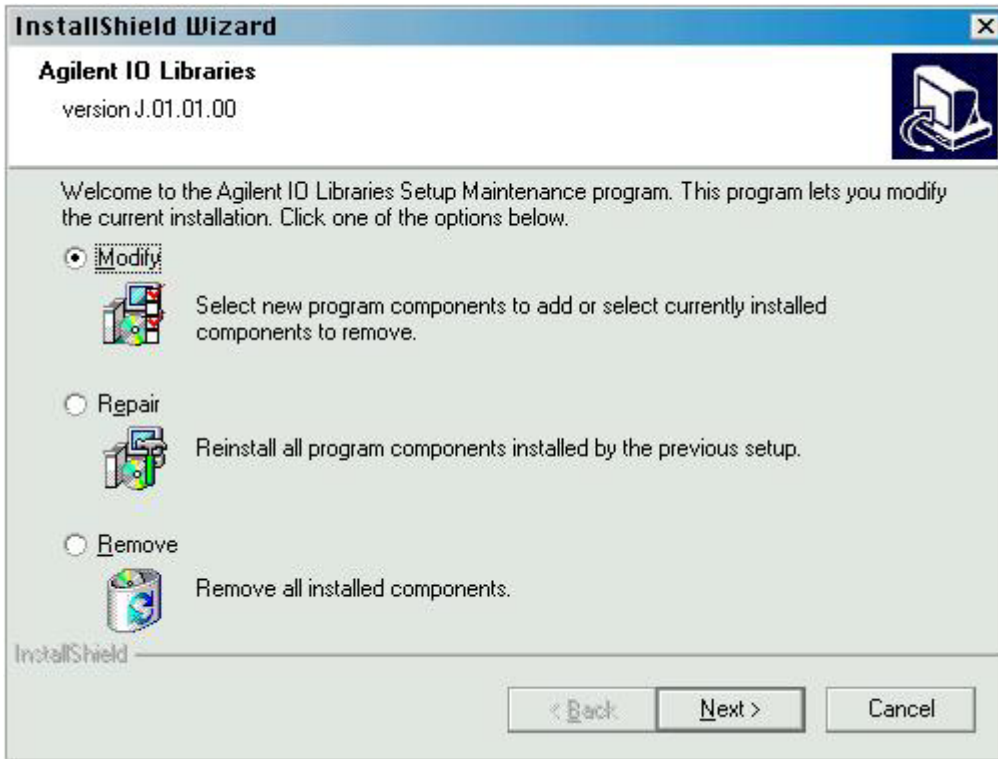 InstallShield Wizard
Agilent IO Libraries
version J.01.01.00
Welcome to the Agilent IO Libraries Setup Maintenance program. This program lets you modify
the current installation. Click one of the options below.
Modify
Select new program components to add or select currently installed
components to remove.
Repair
Reinstall all program components installed by the previous setup.
Remove
Remove all installed components.
InstallShield
< Back
Next >
Cancel